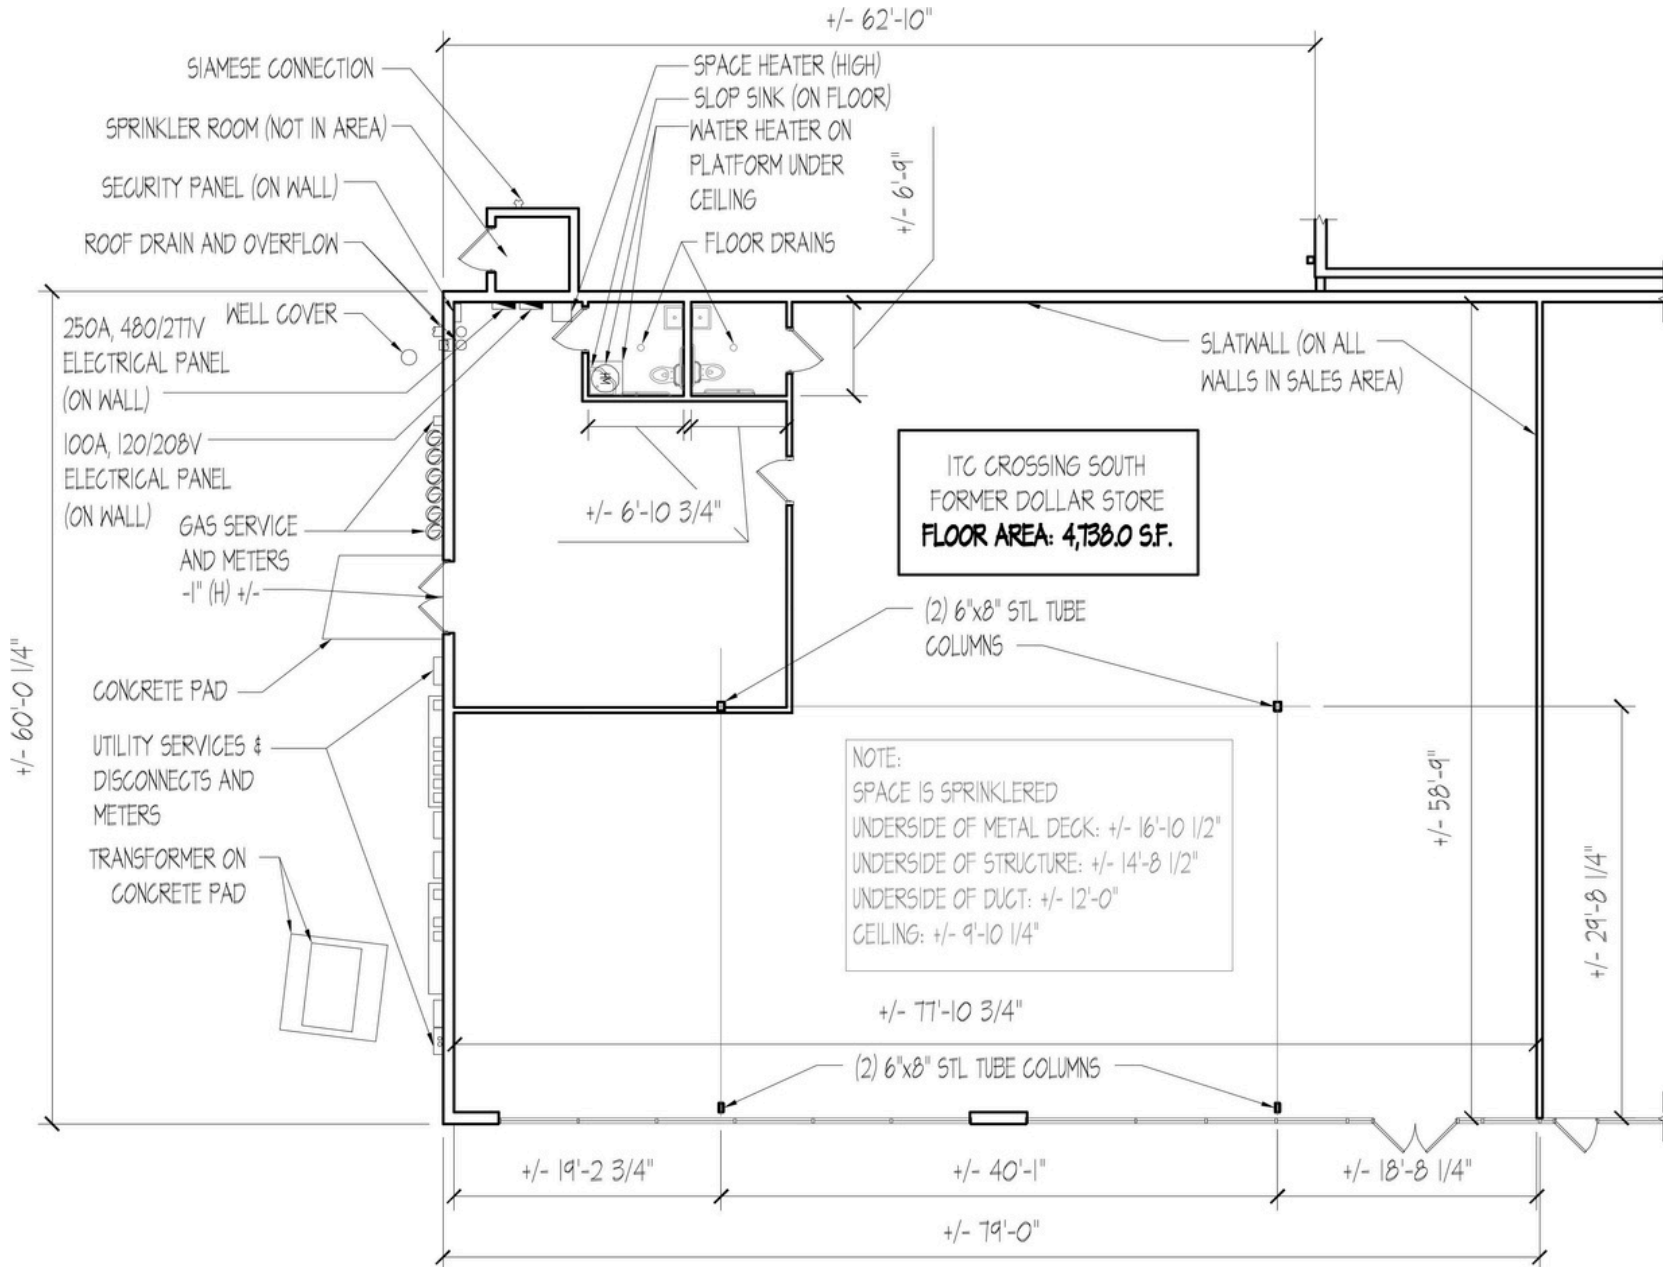 +/- 62'-10"
SIAMESE CONNECTION
SPRINKLER ROOM (NOT IN AREA)
SECURITY PANEL (ON WALL)
ROOF DRAIN AND OVERFLOW
WELL COVER
250A, 480/277V
ELECTRICAL PANEL
(ON WALL)
100A, 120/208V
ELECTRICAL PANEL
(ON WALL)
GAS SERVICE
AND METERS
-1" (H) +/-
CONCRETE PAD
UTILITY SERVICES &
DISCONNECTS AND
METERS
TRANSFORMER ON
CONCRETE PAD
+/- 60'-0 1/4"
SPACE HEATER (HIGH)
SLOP SINK (ON FLOOR)
WATER HEATER ON
PLATFORM UNDER
CEILING
FLOOR DRAINS
+/- 6'-9"
HW
+/- 6'-10 3/4"
SLATWALL (ON ALL
WALLS IN SALES AREA)
ITC CROSSING SOUTH
FORMER DOLLAR STORE
FLOOR AREA: 4,738.0 S.F.
(2) 6"x8" STL TUBE
COLUMNS
NOTE:
SPACE IS SPRINKLERED
UNDERSIDE OF METAL DECK: +/- 16'-10 1/2"
UNDERSIDE OF STRUCTURE: +/- 14'-8 1/2"
UNDERSIDE OF DUCT: +/- 12'-0"
CEILING: +/- 9'-10 1/4"
+/- 58'-9"
+/- 29'-8 1/4"
+/- 77'-10 3/4"
(2) 6"x8" STL TUBE COLUMNS
+/- 19'-2 3/4"
+/- 40'-1"
+/- 18'-8 1/4"
+/- 79'-0"